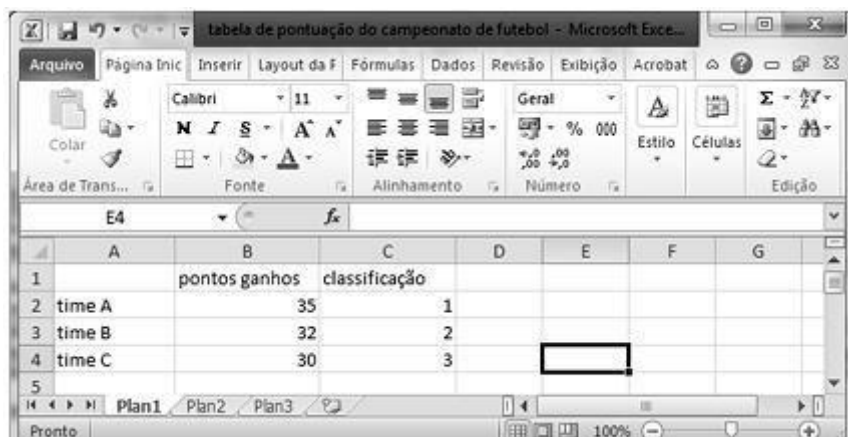 tabela de pontuação do campeonato de futebol - Microsoft Exce...
Arquivo Página Inic Inserir Layout da F Fórmulas Dados Revisão Exibição Acrobat
Calibri 11 Geral
N I S A A % 000
Colar Estilo Células
Área de Trans... Fonte Alinhamento Número Edição
E4 fx
A B C D E F G
1 pontos ganhos classificação
2 time A 35 1
3 time B 32 2
4 time C 30 3
5
Plan1 Plan2 Plan3
Pronto 100%